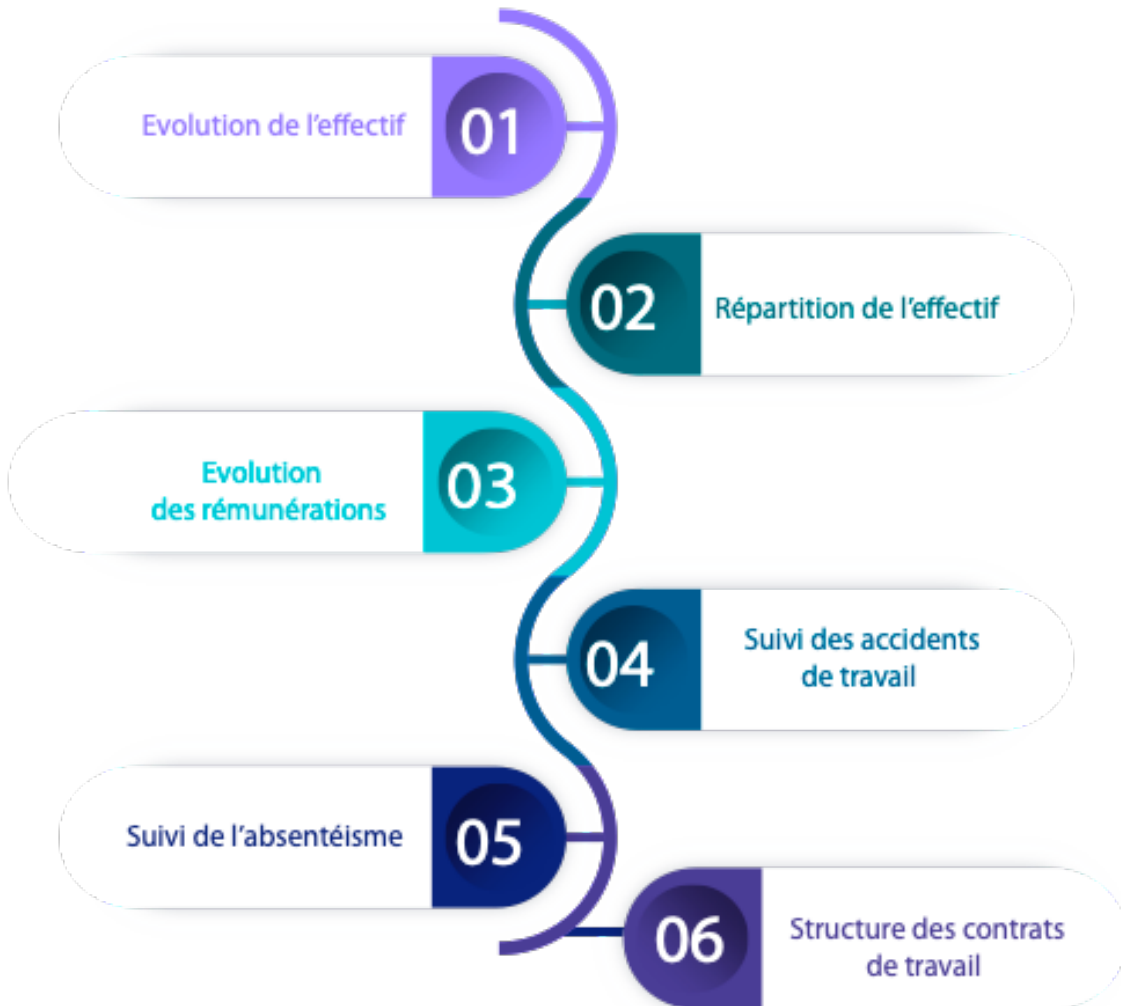 01
Evolution de l'effectif
02
Répartition de l'effectif
03
Evolution
des rémunérations
04
Suivi des accidents
de travail
05
Suivi de l'absentéisme
06
Structure des contrats
de travail